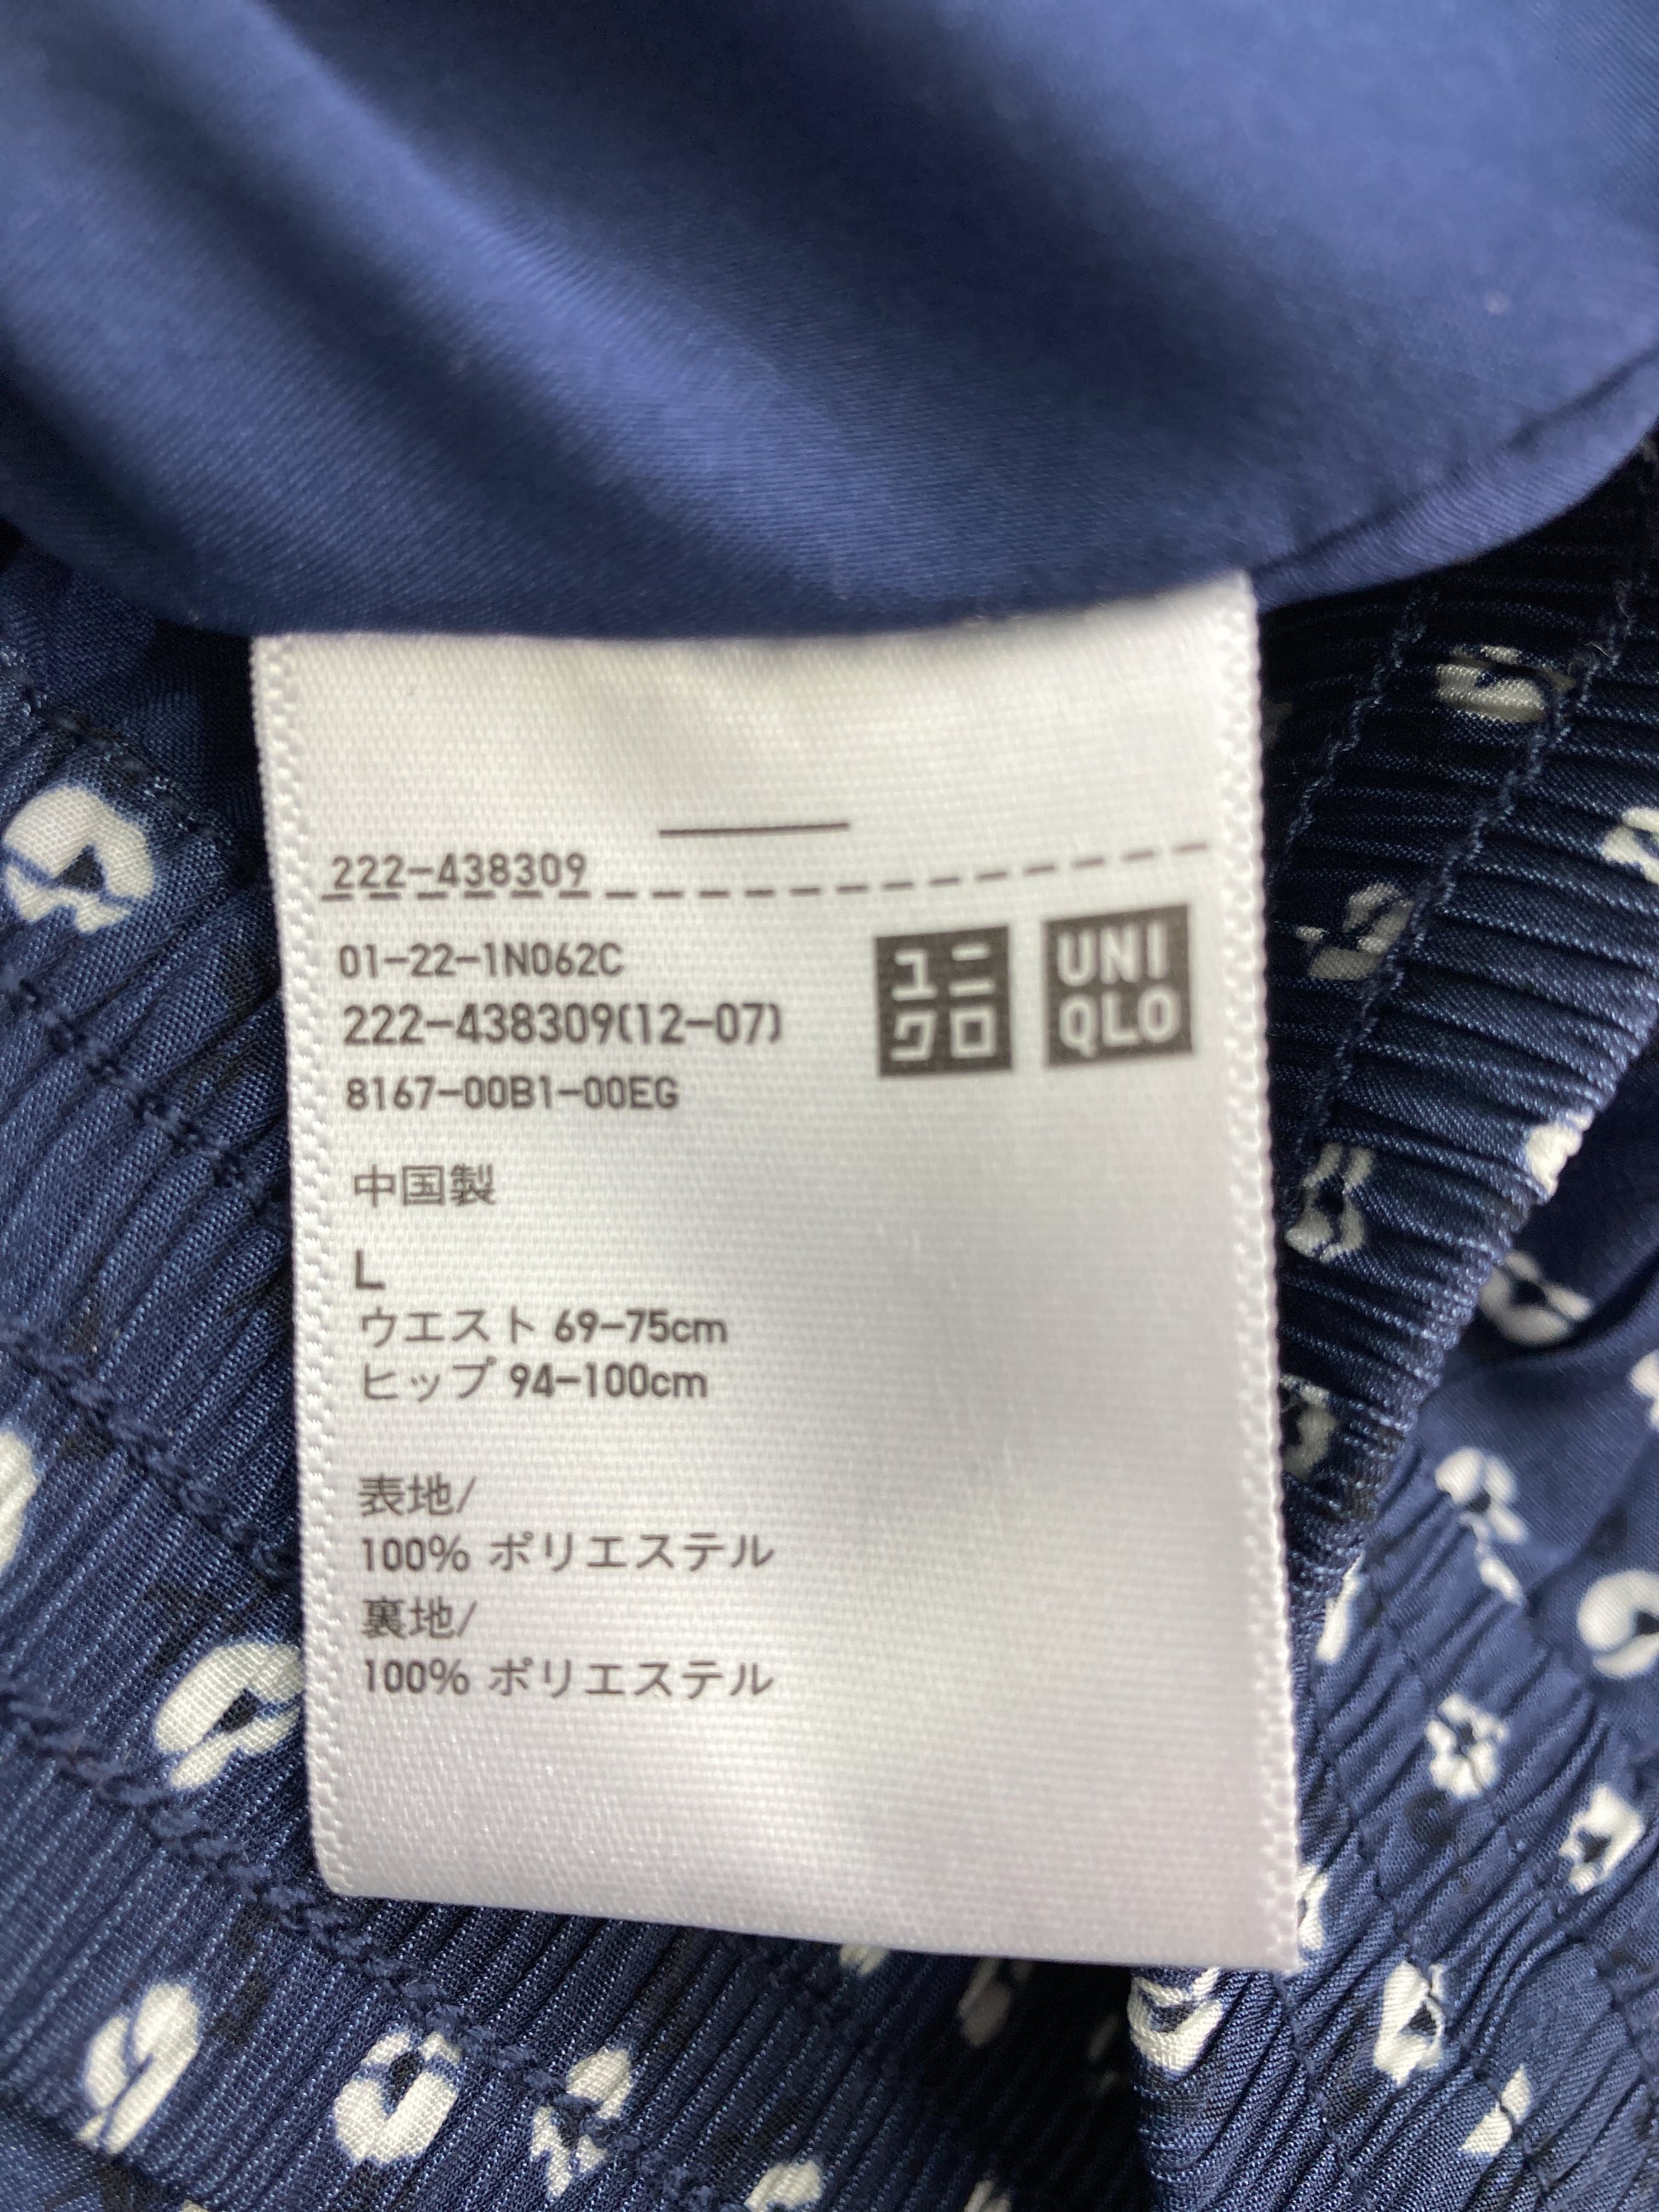 222-438309
01-22-1N062C
222-438309(12-07)
8167-00B1-00EG
ユニ
クロ
UNI
QLO
中国製
L
ウエスト 69-75cm
ヒップ 94-100cm
表地/
100% ポリエステル
裏地/
100% ポリエステル